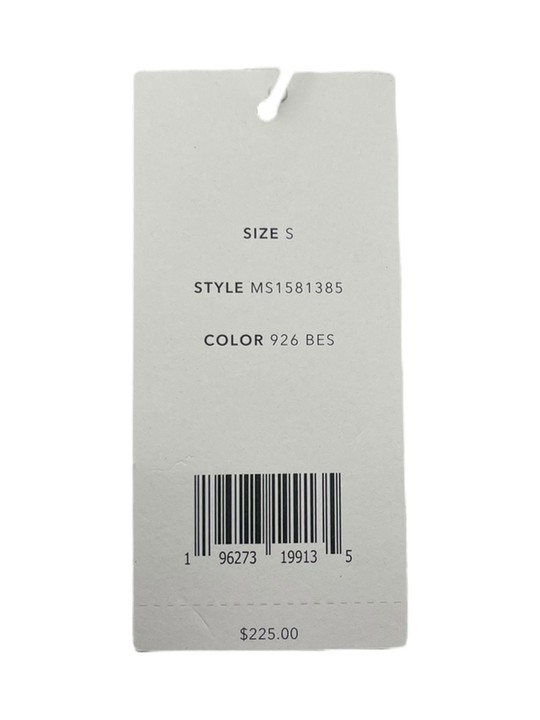 SIZE S
STYLE MS1581385
COLOR 926 BES
1 96273 19913 5
$225.00